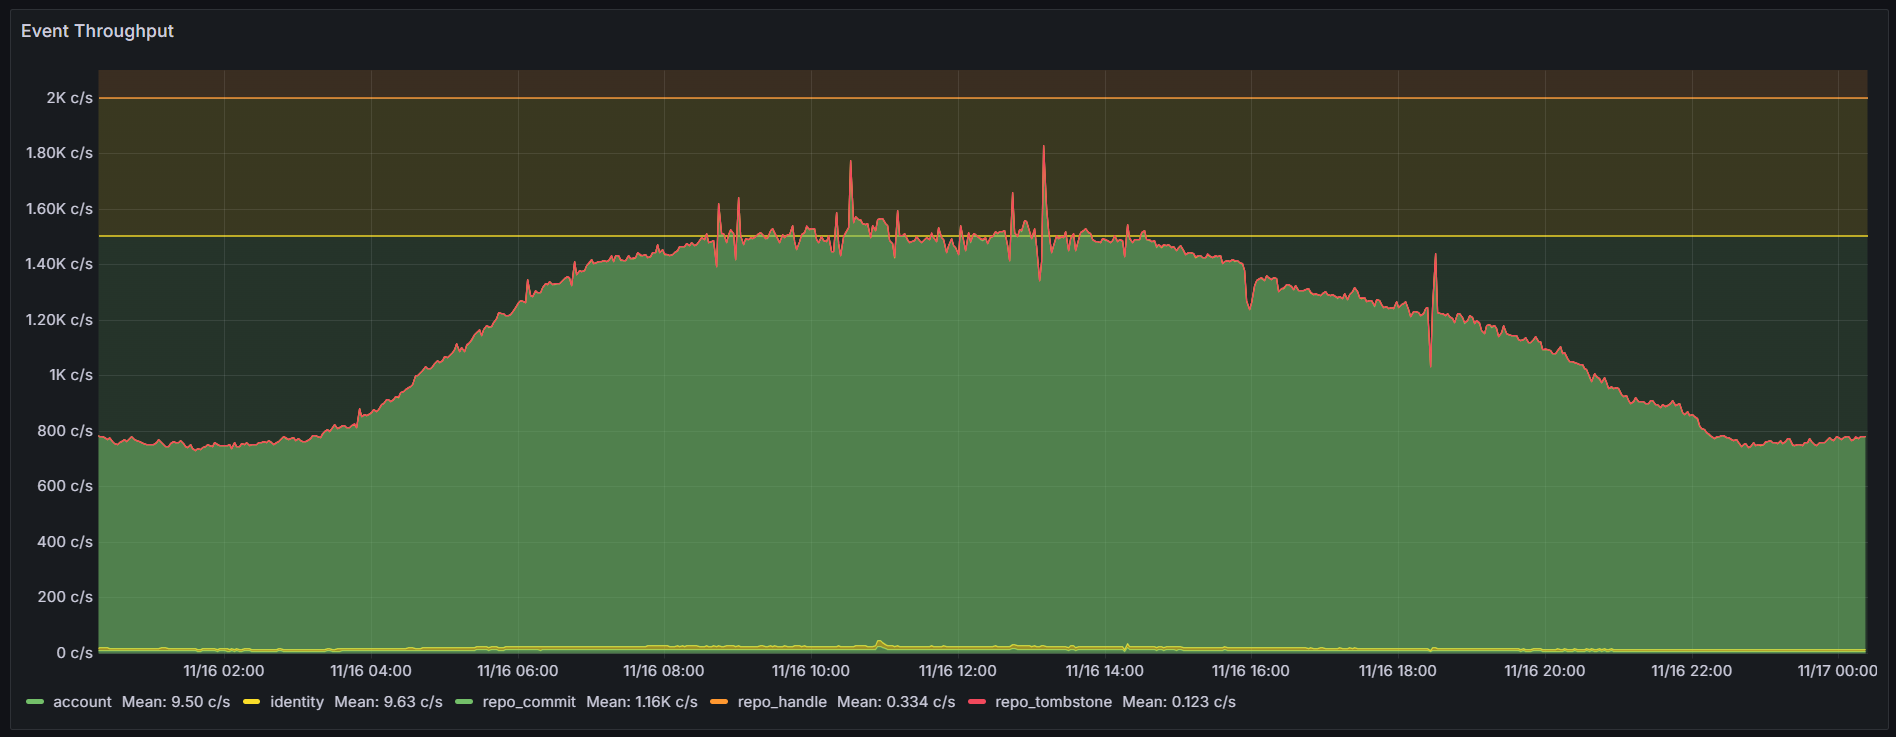 Event Throughput
2K c/s
1.80K c/s
1.60K c/s
1.40K c/s
1.20K c/s
1K c/s
800 c/s
600 c/s
400 c/s
200 c/s
0 c/s
11/16 02:00 11/16 04:00 11/16 06:00 11/16 08:00 11/16 10:00 11/16 12:00 11/16 14:00 11/16 16:00 11/16 18:00 11/16 20:00 11/16 22:00 11/17 00:00
account Mean: 9.50 c/s identity Mean: 9.63 c/s repo_commit Mean: 1.16K c/s repo_handle Mean: 0.334 c/s repo_tombstone Mean: 0.123 c/s